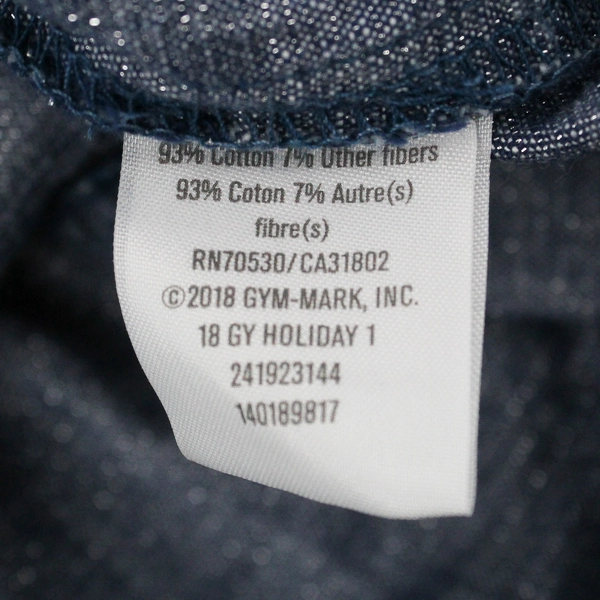 93% Cotton 7% Other fibers
93% Coton 7% Autre(s)
fibre(s)
RN70530/CA31802
©2018 GYM-MARK, INC.
18 GY HOLIDAY 1
241923144
140189817